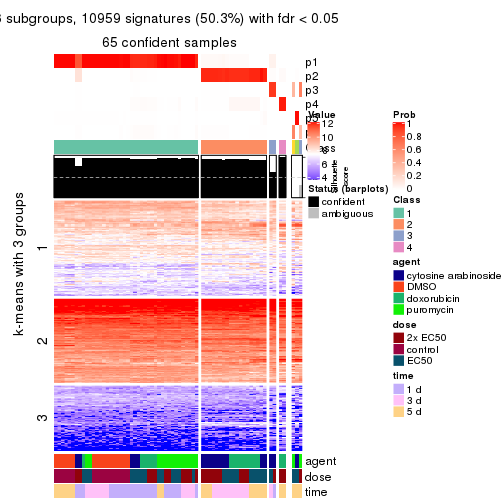 subgroups, 10959 signatures (50.3%) with fdr < 0.05
65 confident samples
p1
p2
p3
p4
Value
12
10
8
6
4
Prob
1
0.8
0.6
0.4
0.2
0
Silhouette
score
Status (barplots)
confident
ambiguous
Class
1
2
3
4
agent
cytosine arabinoside
DMSO
doxorubicin
puromycin
dose
2x EC50
control
EC50
time
1 d
3 d
5 d
k-means with 3 groups
1
2
3
agent
dose
time